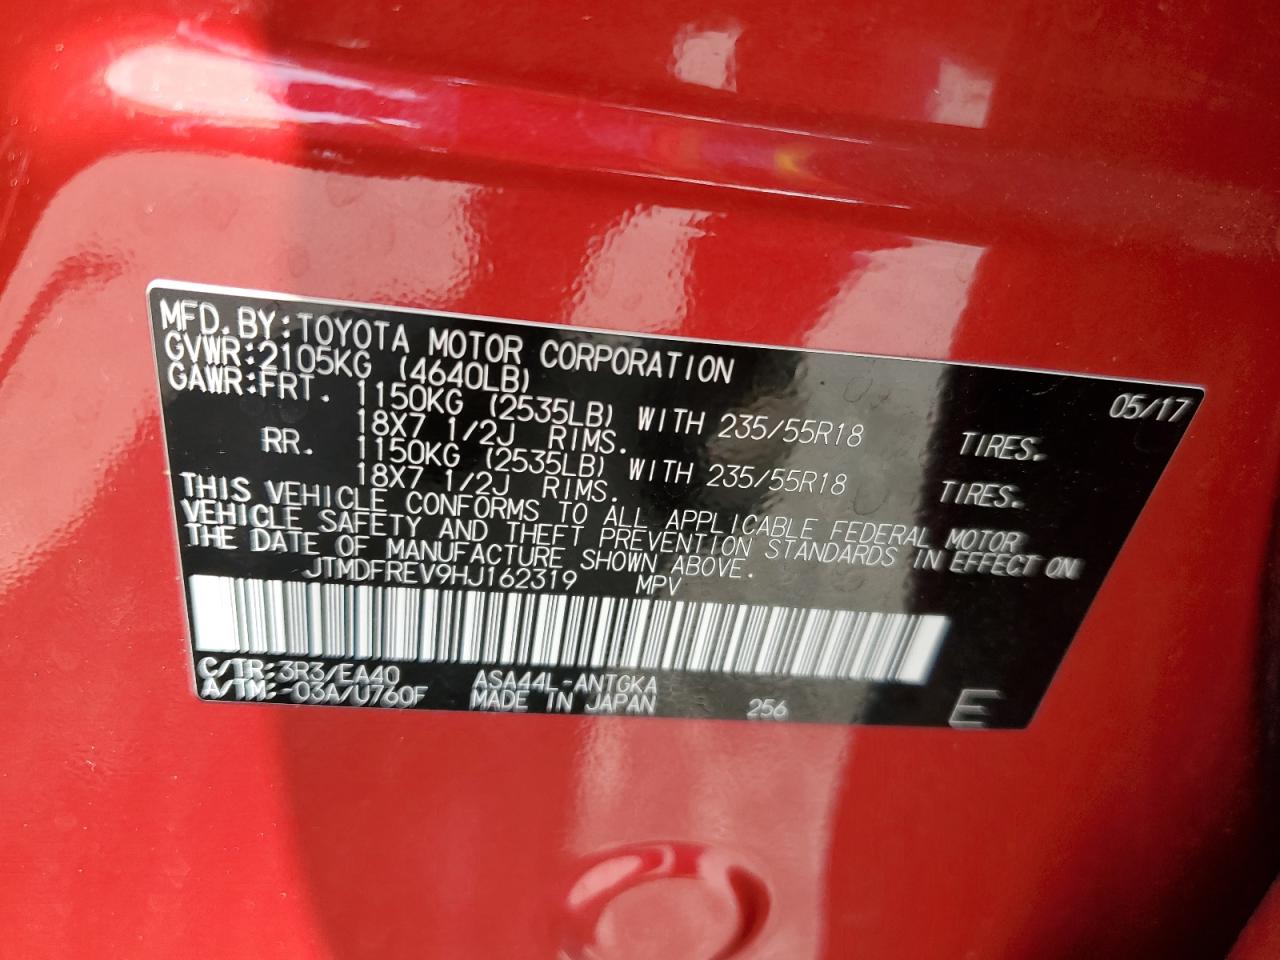 MFD.BY:TOYOTA MOTOR CORPORATION 05/17
GVWR:2105KG (4640LB)
GAWR:FRT. 1150KG (2535LB) WITH 235/55R18 TIRES.
18X7 1/2J RIMS.
RR. 1150KG (2535LB) WITH 235/55R18 TIRES.
18X7 1/2J RIMS.
THIS VEHICLE CONFORMS TO ALL APPLICABLE FEDERAL MOTOR
VEHICLE SAFETY AND THEFT PREVENTION STANDARDS IN EFFECT ON
THE DATE OF MANUFACTURE SHOWN ABOVE.
JTMDFREV9HJ162319 MPV
C/TR:3R3/EA40 ASA44L-ANTGKA
A/TM:-03A/U760F MADE IN JAPAN 256 E